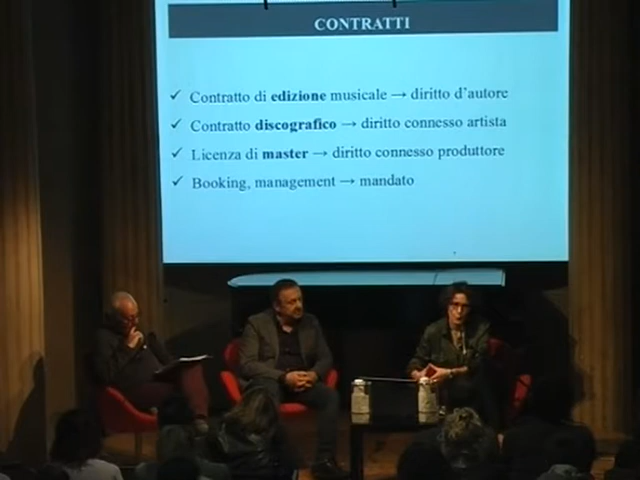 CONTRATTI
✓ Contratto di edizione musicale → diritto d'autore
✓ Contratto discografico → diritto connesso artista
✓ Licenza di master → diritto connesso produttore
✓ Booking, management → mandato